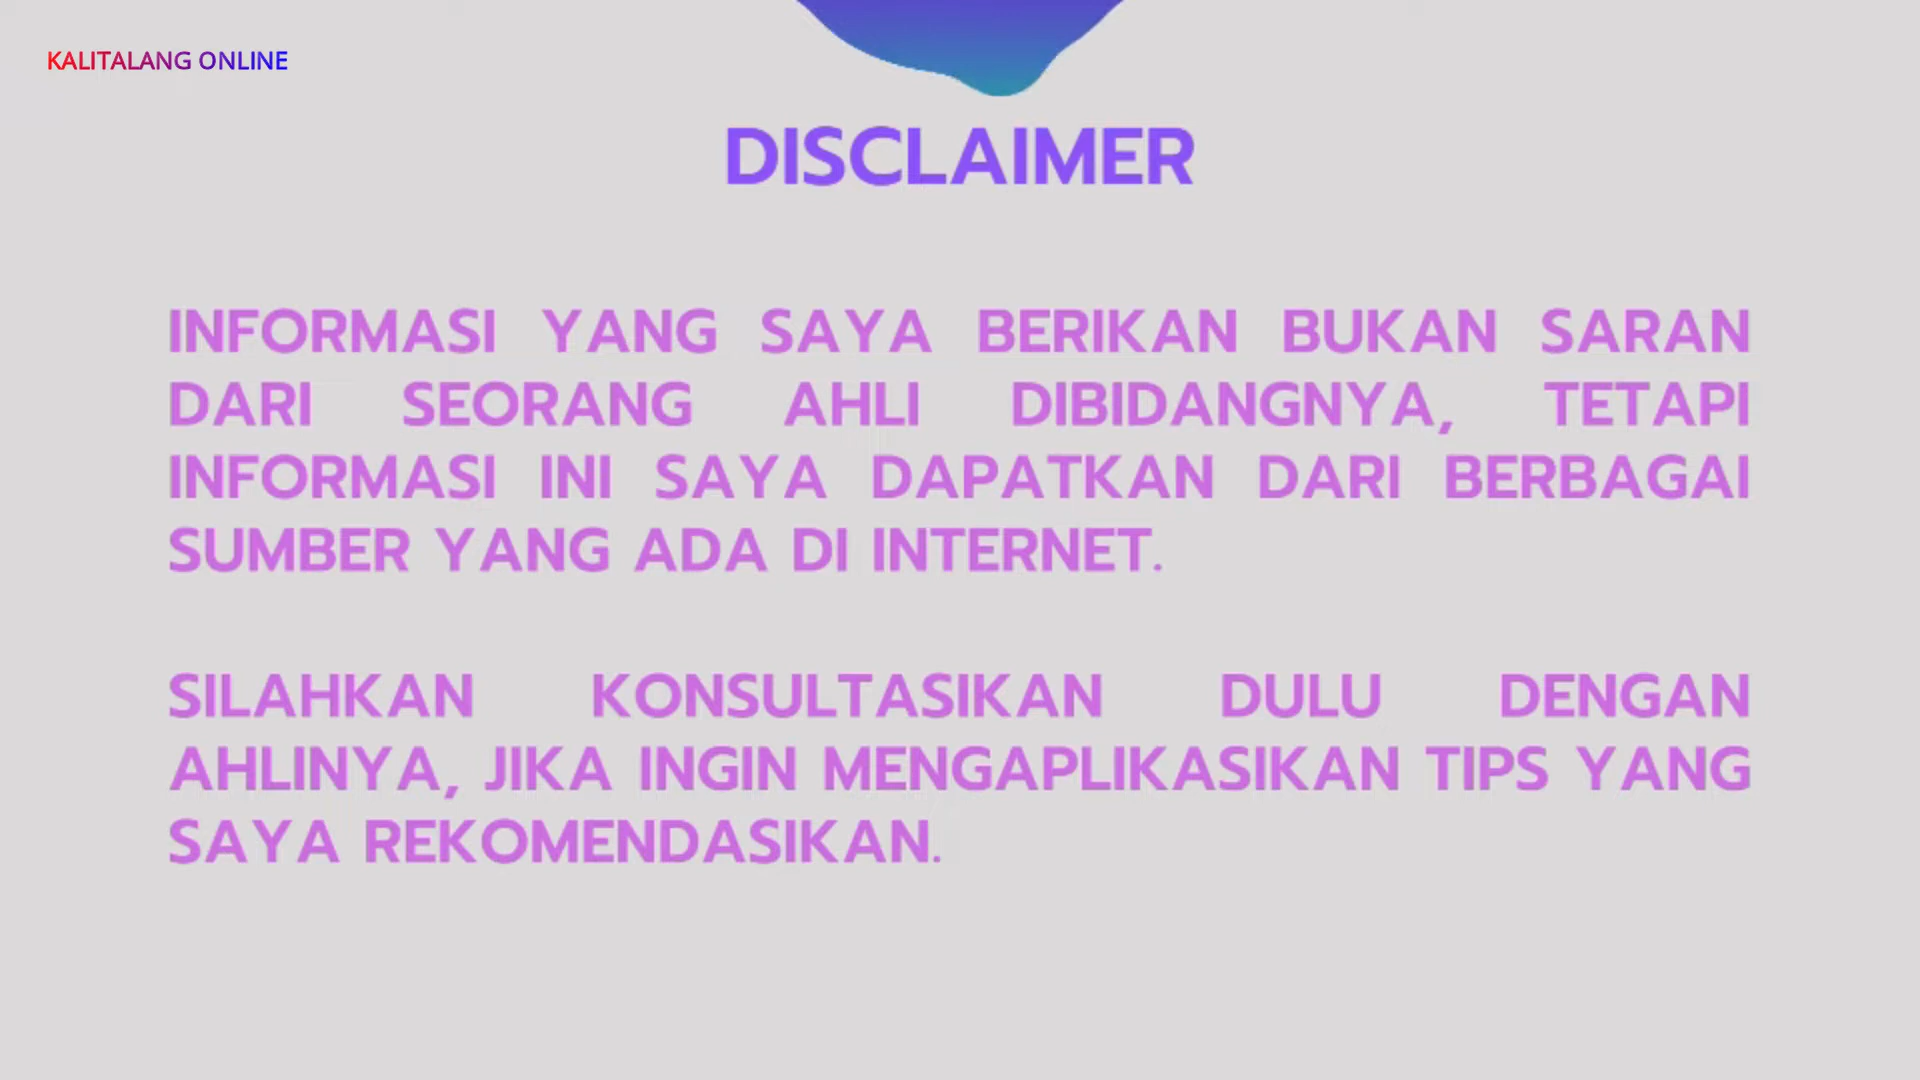 KALITALANG ONLINE
DISCLAIMER
INFORMASI YANG SAYA BERIKAN BUKAN SARAN
DARI SEORANG AHLI DIBIDANGNYA, TETAPI
INFORMASI INI SAYA DAPATKAN DARI BERBAGAI
SUMBER YANG ADA DI INTERNET.
SILAHKAN KONSULTASIKAN DULU DENGAN
AHLINYA, JIKA INGIN MENGAPLIKASIKAN TIPS YANG
SAYA REKOMENDASIKAN.